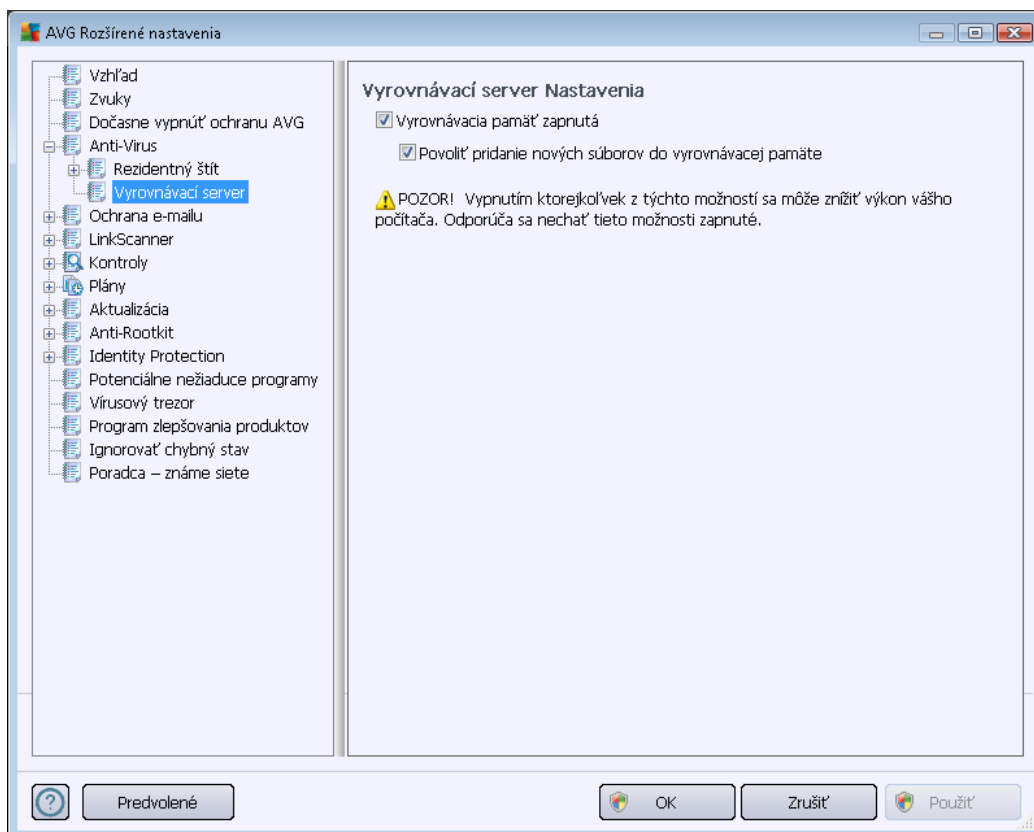 AVG Rozšírené nastavenia
Vzhľad
Zvuky
Dočasne vypnúť ochranu AVG
Anti-Virus
Rezidentný štít
Vyrovnávací server
Ochrana e-mailu
LinkScanner
Kontroly
Plány
Aktualizácia
Anti-Rootkit
Identity Protection
Potenciálne nežiaduce programy
Vírusový trezor
Program zlepšovania produktov
Ignorovať chybný stav
Poradca – známe siete
Vyrovnávací server Nastavenia
Vyrovnávacia pamäť zapnutá
Povoliť pridanie nových súborov do vyrovnávacej pamäte
POZOR! Vypnutím ktorejkoľvek z týchto možností sa môže znížiť výkon vášho
počítača. Odporúča sa nechať tieto možnosti zapnuté.
Predvolené
OK
Zrušiť
Použiť